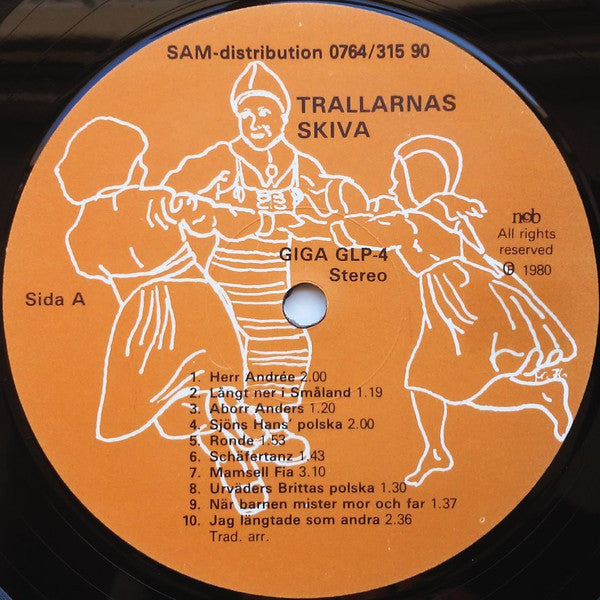 SAM-distribution 0764/315 90
TRALLARNAS
SKIVA
ncb
All rights
reserved
Ⓟ 1980
GIGA GLP-4
Stereo
Sida A
1. Herr Andrée 2.00
2. Långt ner i Småland 1.19
3. Aborr Anders 1.20
4. Sjöns Hans' polska 2.00
5. Ronde 1.53
6. Schäfertanz 1.43
7. Mamsell Fia 3.10
8. Urväders Brittas polska 1.30
9. När barnen mister mor och far 1.37
10. Jag längtade som andra 2.36
Trad. arr.